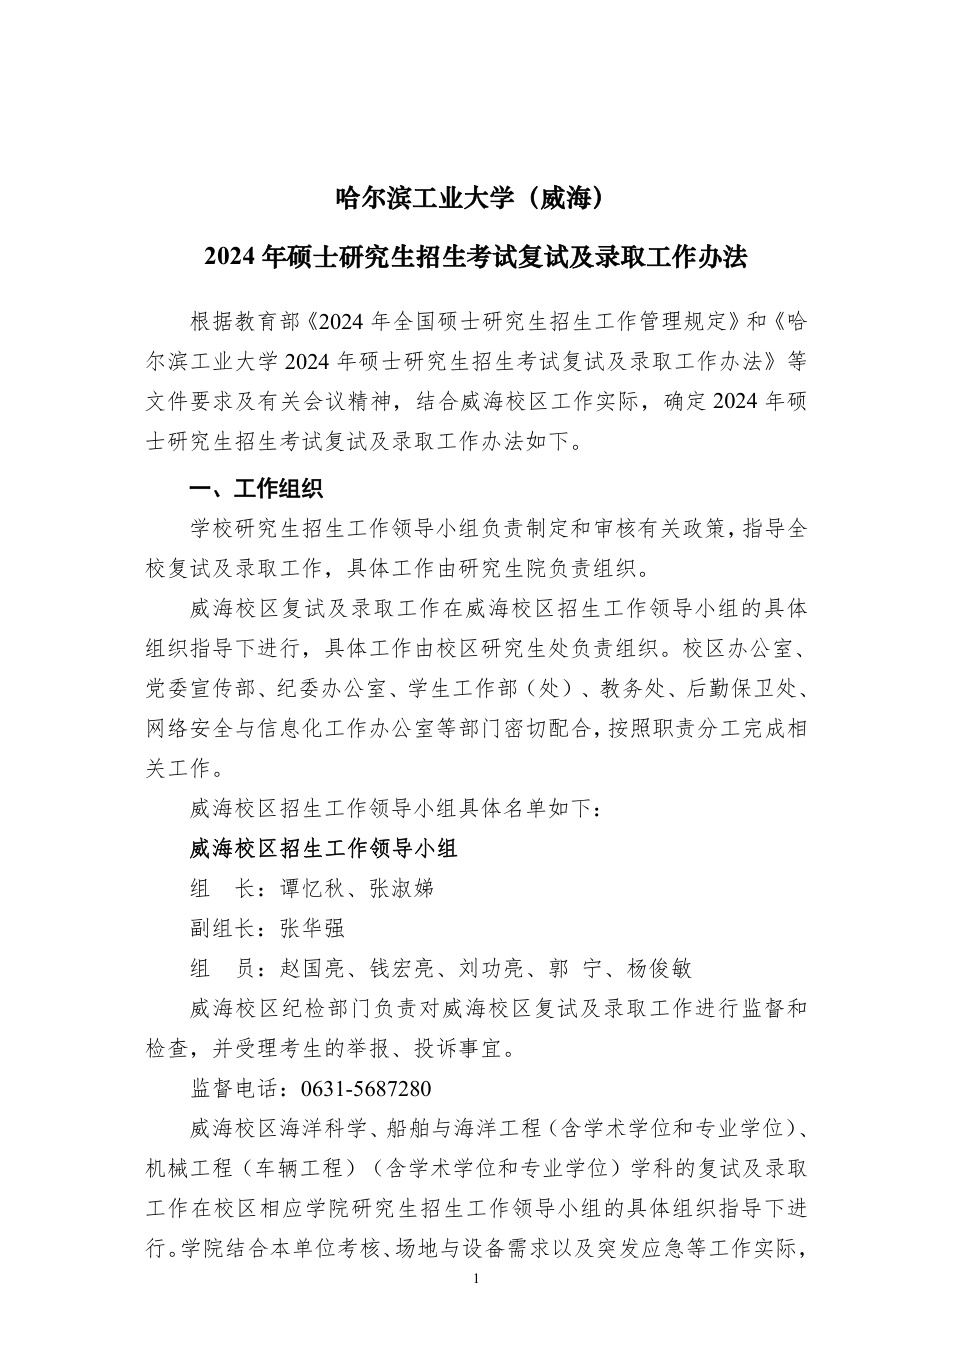 哈尔滨工业大学（威海）
2024 年硕士研究生招生考试复试及录取工作办法
根据教育部《2024 年全国硕士研究生招生工作管理规定》和《哈
尔滨工业大学 2024 年硕士研究生招生考试复试及录取工作办法》等
文件要求及有关会议精神，结合威海校区工作实际，确定 2024 年硕
士研究生招生考试复试及录取工作办法如下。
一、工作组织
学校研究生招生工作领导小组负责制定和审核有关政策，指导全
校复试及录取工作，具体工作由研究生院负责组织。
威海校区复试及录取工作在威海校区招生工作领导小组的具体
组织指导下进行，具体工作由校区研究生处负责组织。校区办公室、
党委宣传部、纪委办公室、学生工作部（处）、教务处、后勤保卫处、
网络安全与信息化工作办公室等部门密切配合，按照职责分工完成相
关工作。
威海校区招生工作领导小组具体名单如下：
威海校区招生工作领导小组
组　长：谭忆秋、张淑娣
副组长：张华强
组　员：赵国亮、钱宏亮、刘功亮、郭 宁、杨俊敏
威海校区纪检部门负责对威海校区复试及录取工作进行监督和
检查，并受理考生的举报、投诉事宜。
监督电话：0631-5687280
威海校区海洋科学、船舶与海洋工程（含学术学位和专业学位）、
机械工程（车辆工程）（含学术学位和专业学位）学科的复试及录取
工作在校区相应学院研究生招生工作领导小组的具体组织指导下进
行。学院结合本单位考核、场地与设备需求以及突发应急等工作实际，
1